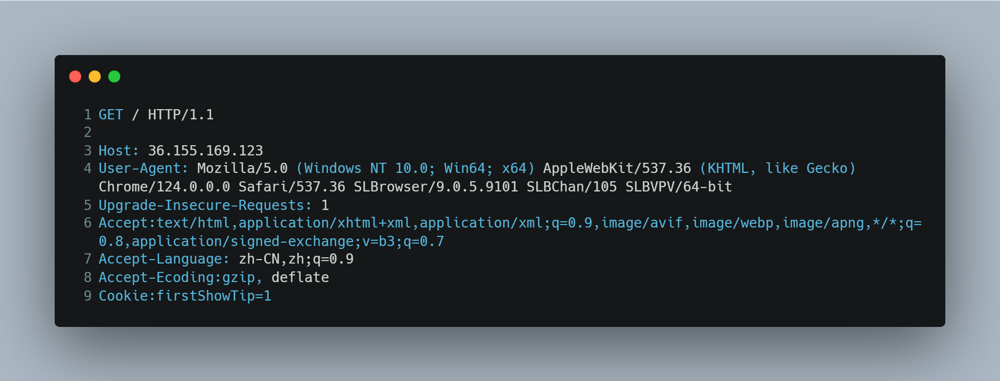 1 GET / HTTP/1.1
2
3 Host: 36.155.169.123
4 User-Agent: Mozilla/5.0 (Windows NT 10.0; Win64; x64) AppleWebKit/537.36 (KHTML, like Gecko)
Chrome/124.0.0.0 Safari/537.36 SLBrowser/9.0.5.9101 SLBChan/105 SLBVPV/64-bit
5 Upgrade-Insecure-Requests: 1
6 Accept:text/html,application/xhtml+xml,application/xml;q=0.9,image/avif,image/webp,image/apng,*/*;q=
0.8,application/signed-exchange;v=b3;q=0.7
7 Accept-Language: zh-CN,zh;q=0.9
8 Accept-Ecoding:gzip, deflate
9 Cookie:firstShowTip=1